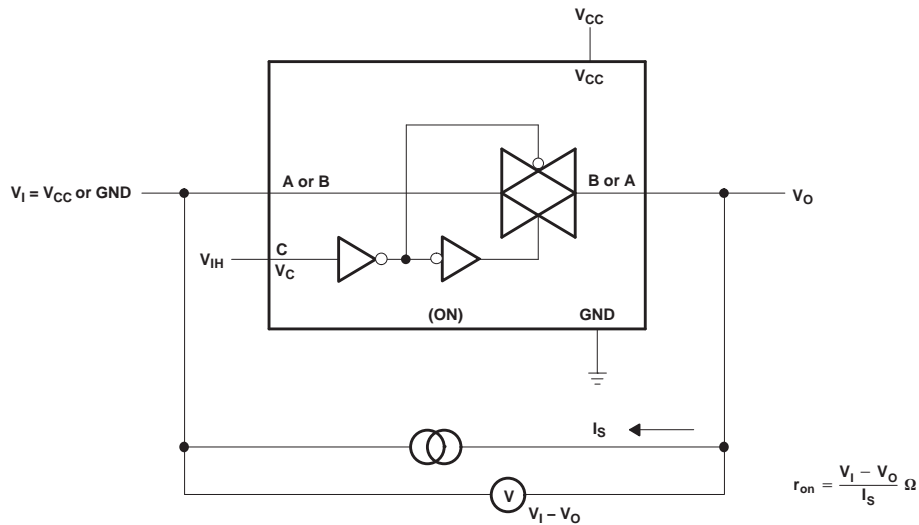 VCC
VCC
VI = VCC or GND
A or B
B or A
VO
VIH
C
VC
(ON)
GND
IS
V
VI – VO
ron = VI – VO / IS Ω